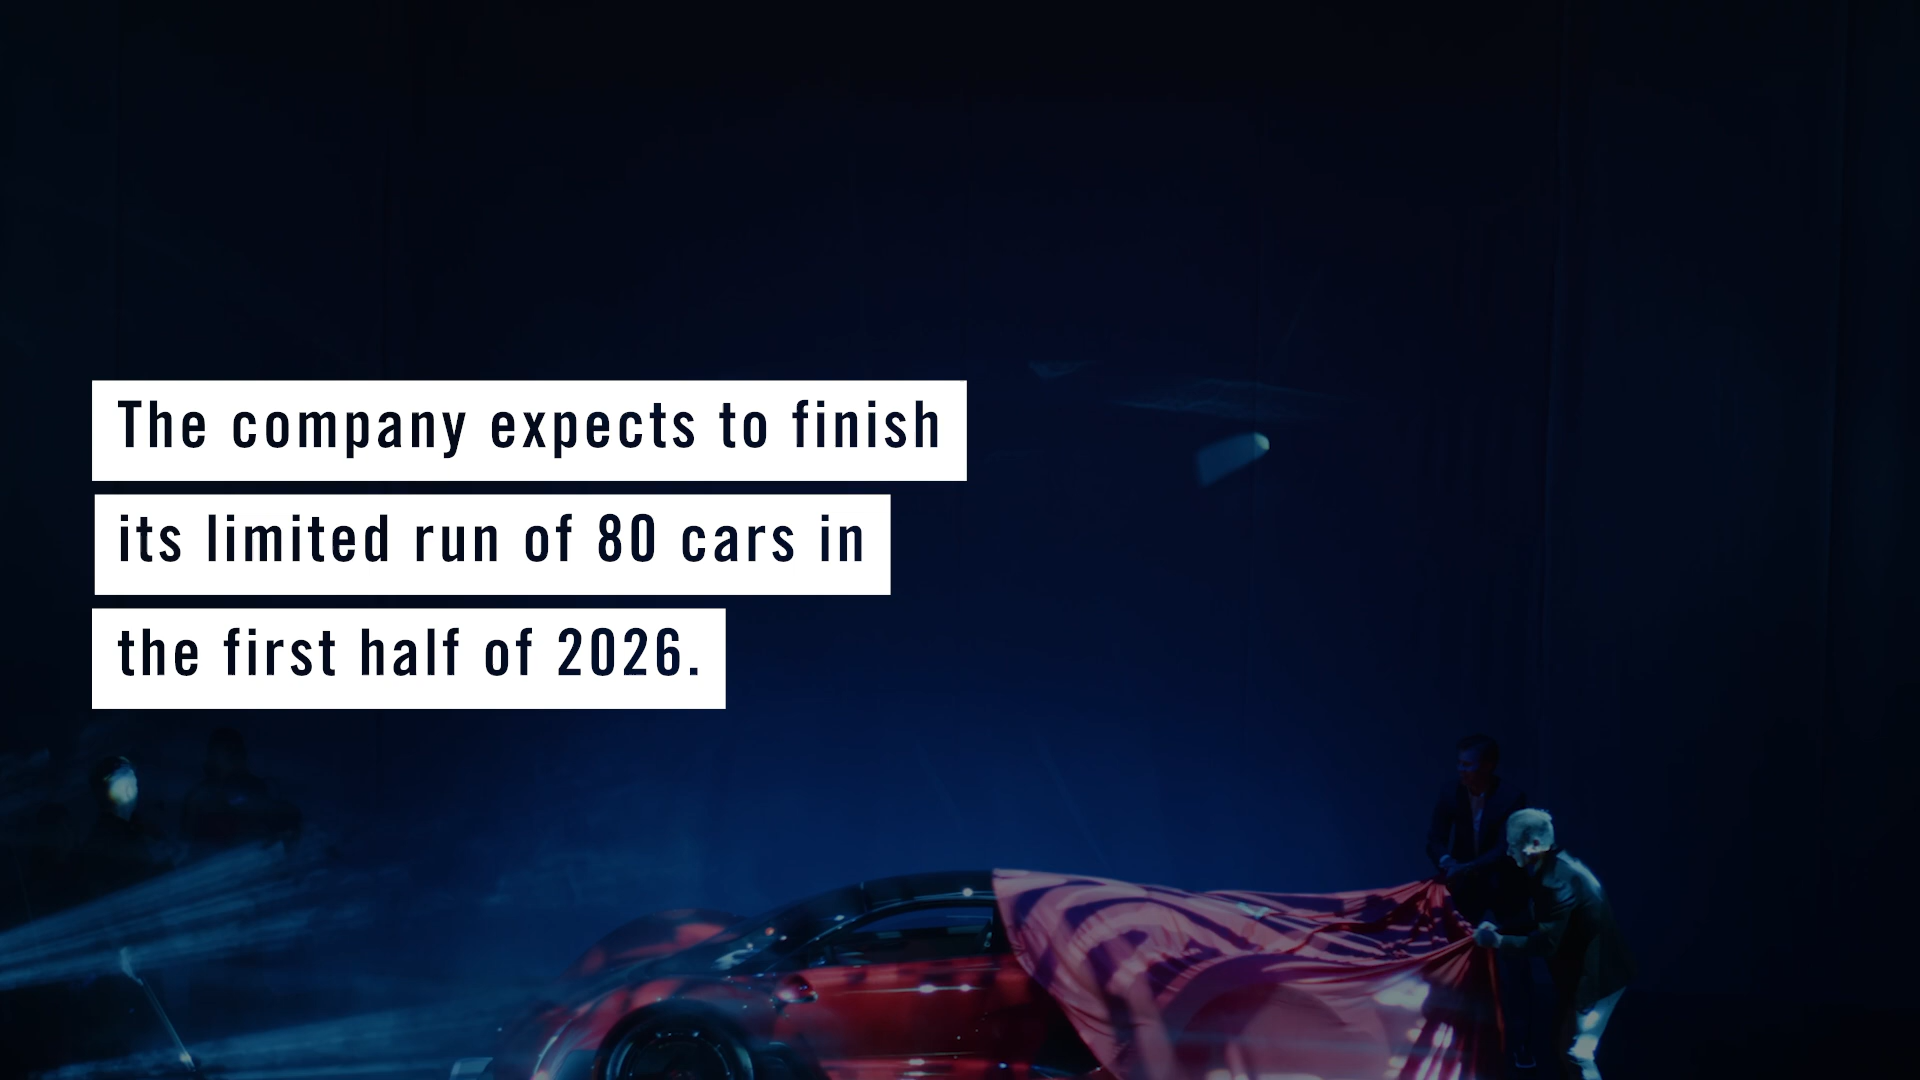 The company expects to finish
its limited run of 80 cars in
the first half of 2026.